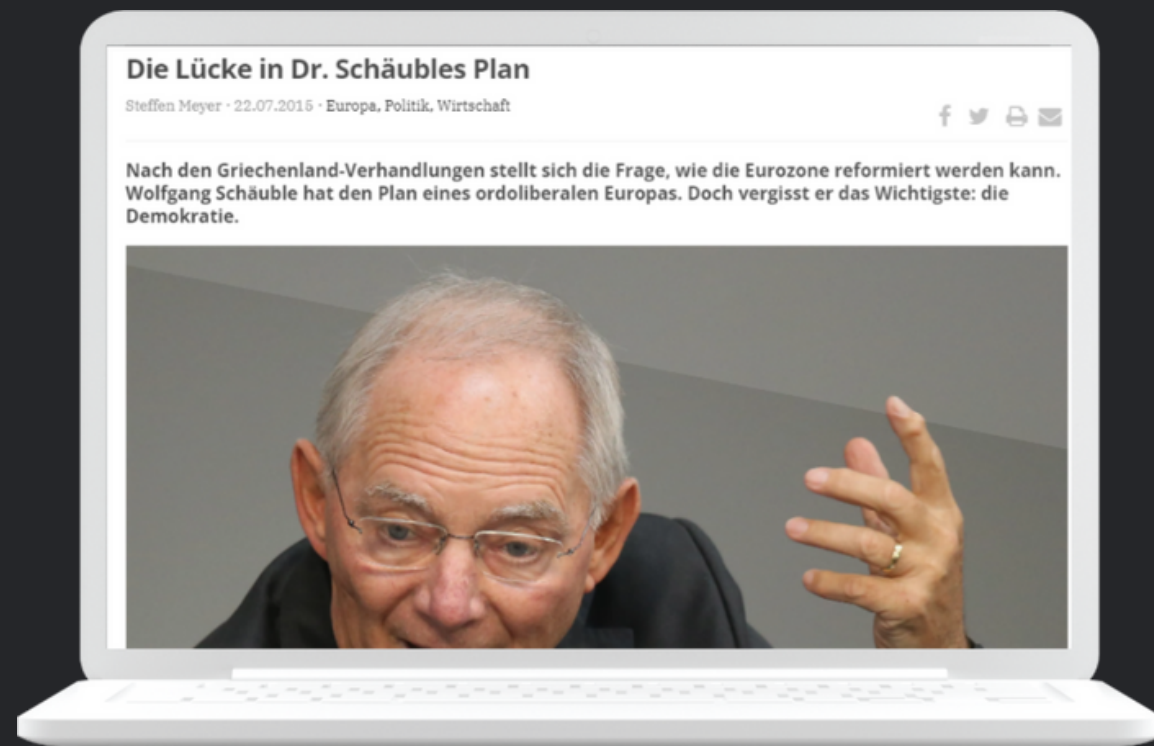 Die Lücke in Dr. Schäubles Plan
Steffen Meyer · 22.07.2015 · Europa, Politik, Wirtschaft
Nach den Griechenland-Verhandlungen stellt sich die Frage, wie die Eurozone reformiert werden kann.
Wolfgang Schäuble hat den Plan eines ordoliberalen Europas. Doch vergisst er das Wichtigste: die
Demokratie.